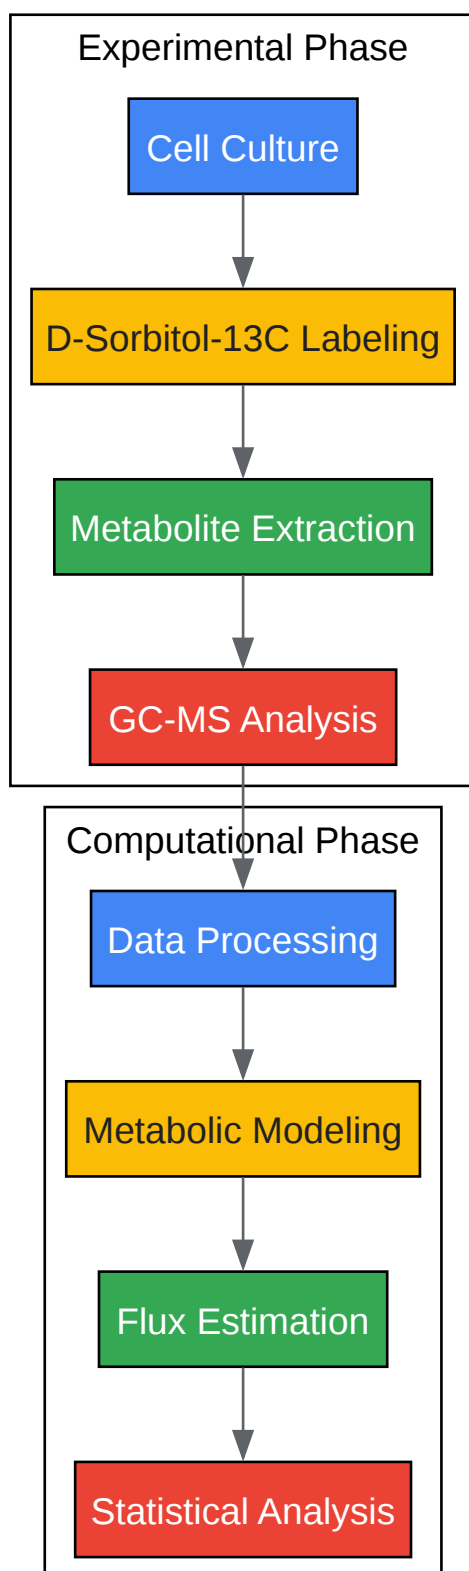 Experimental Phase
Cell Culture
D-Sorbitol-13C Labeling
Metabolite Extraction
GC-MS Analysis
Computational Phase
Data Processing
Metabolic Modeling
Flux Estimation
Statistical Analysis